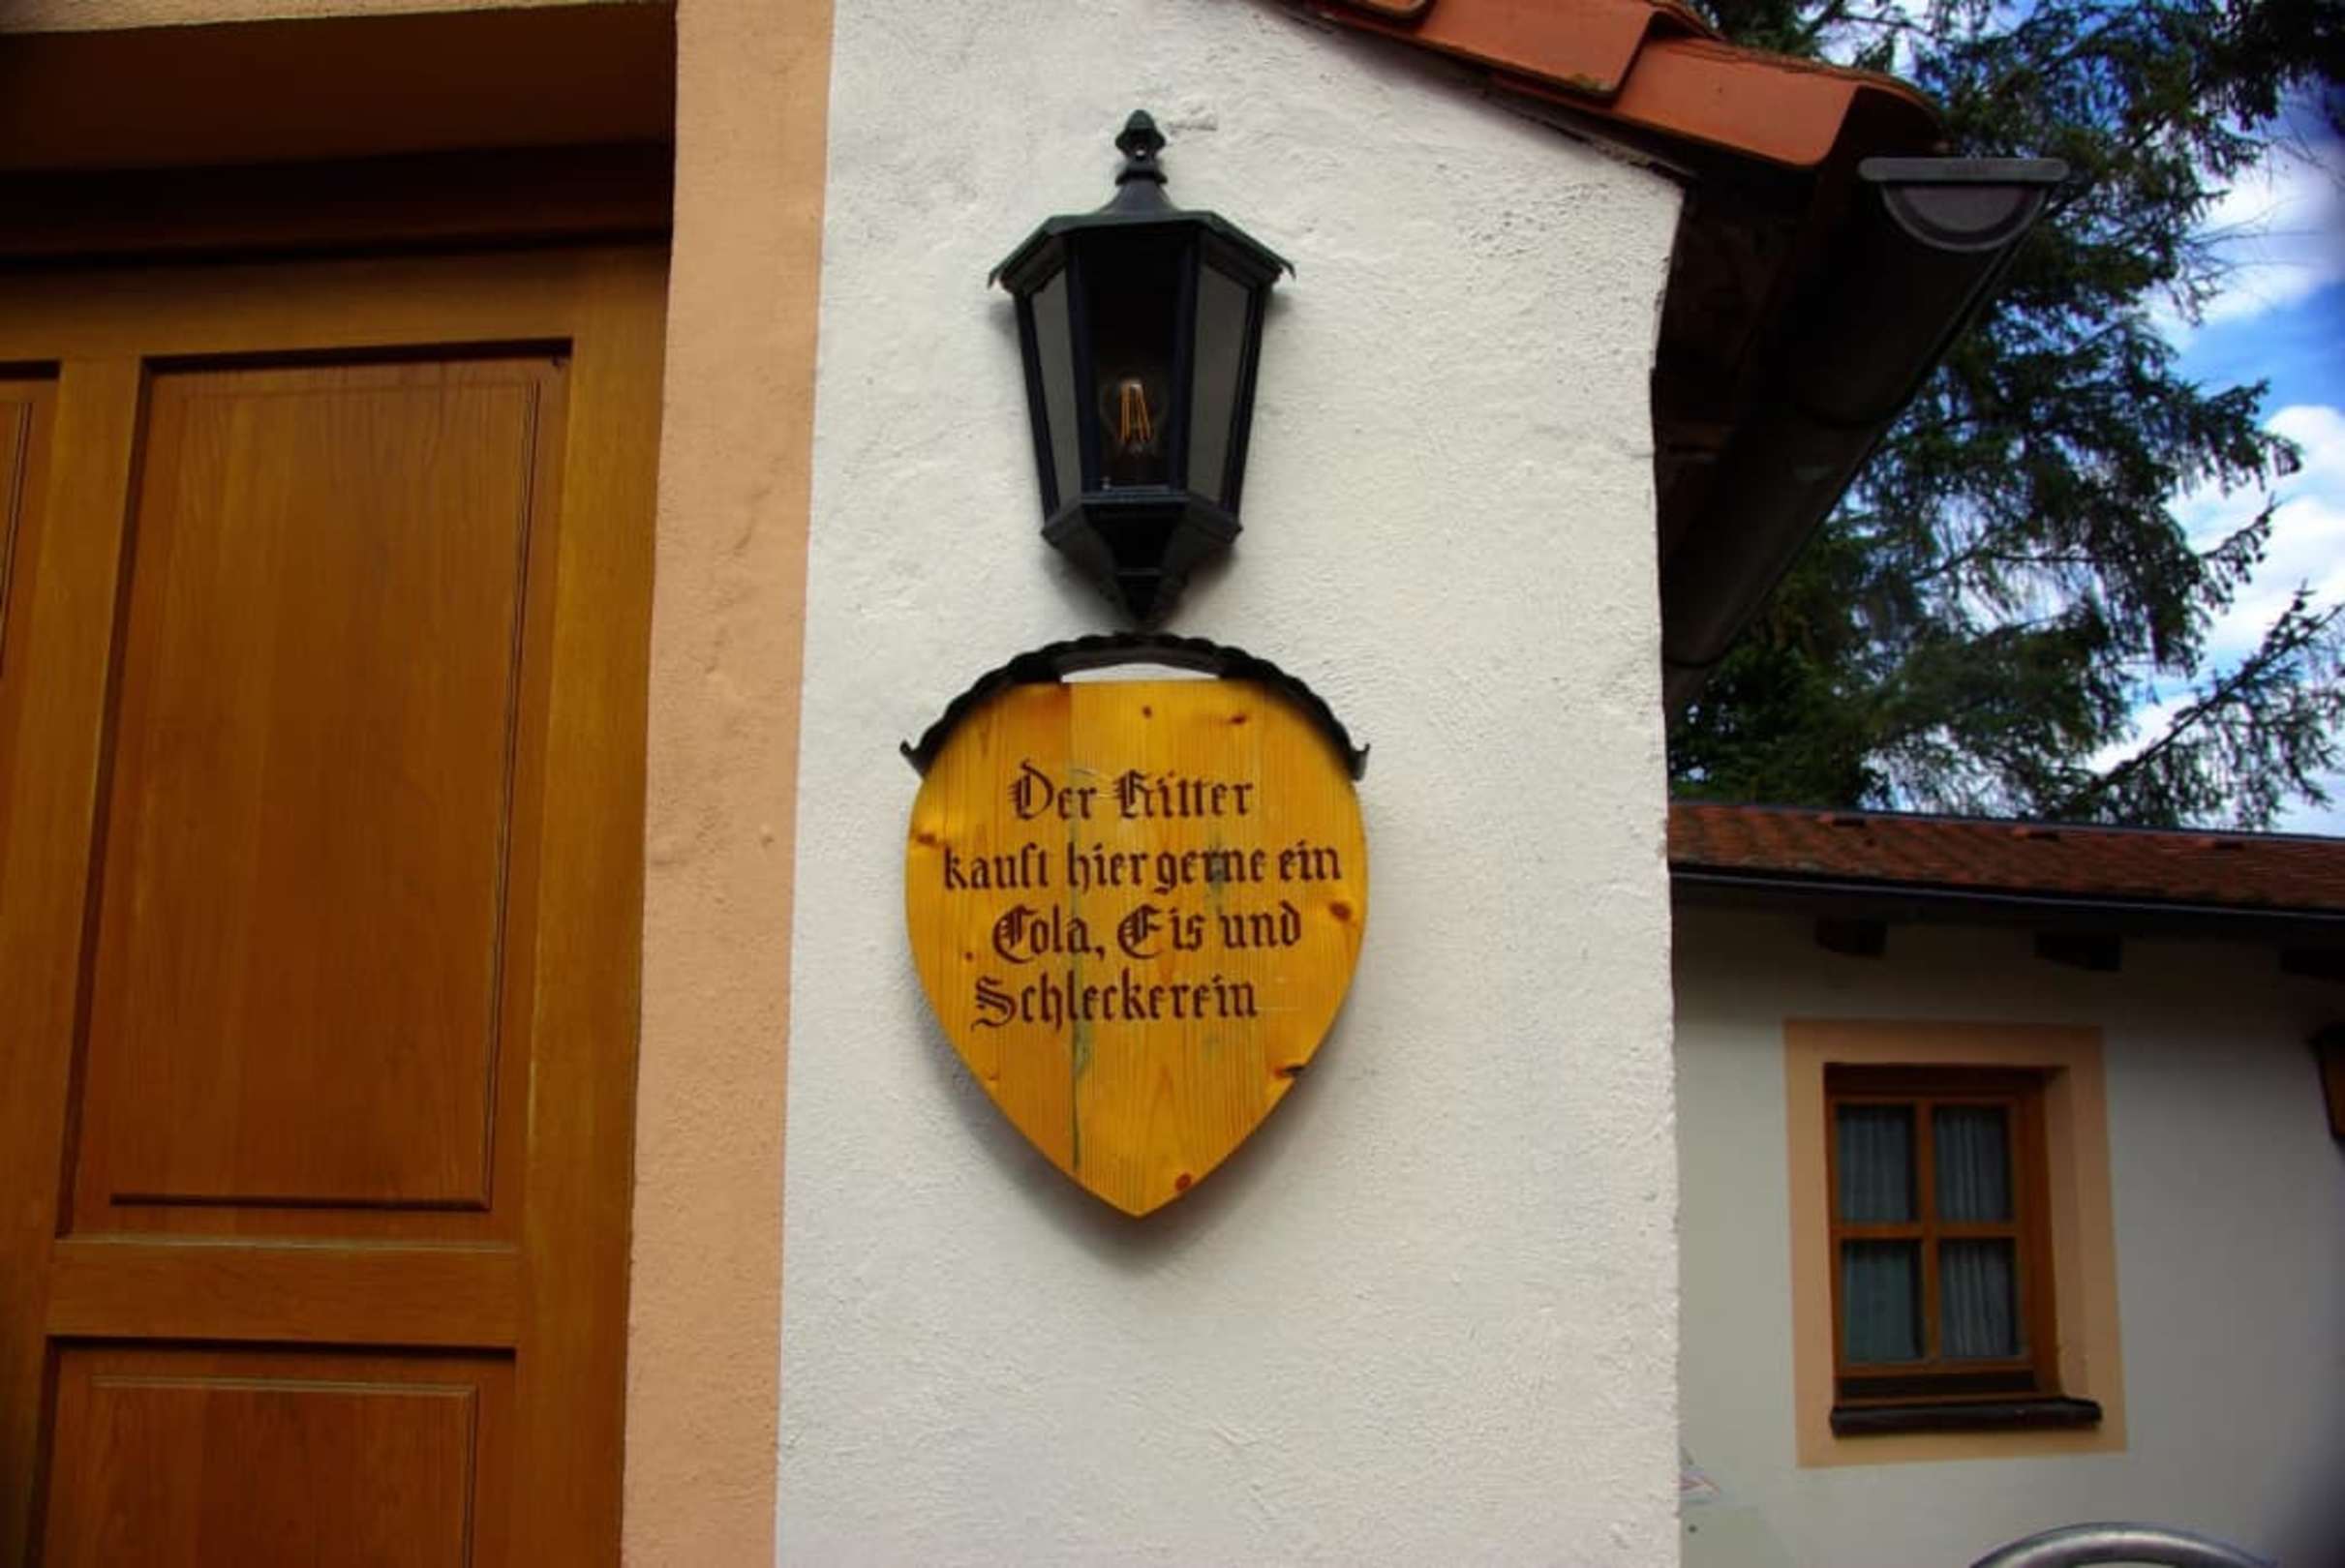 Der Ritter
kauft hier gerne ein
Cola, Eis und
Schleckerein